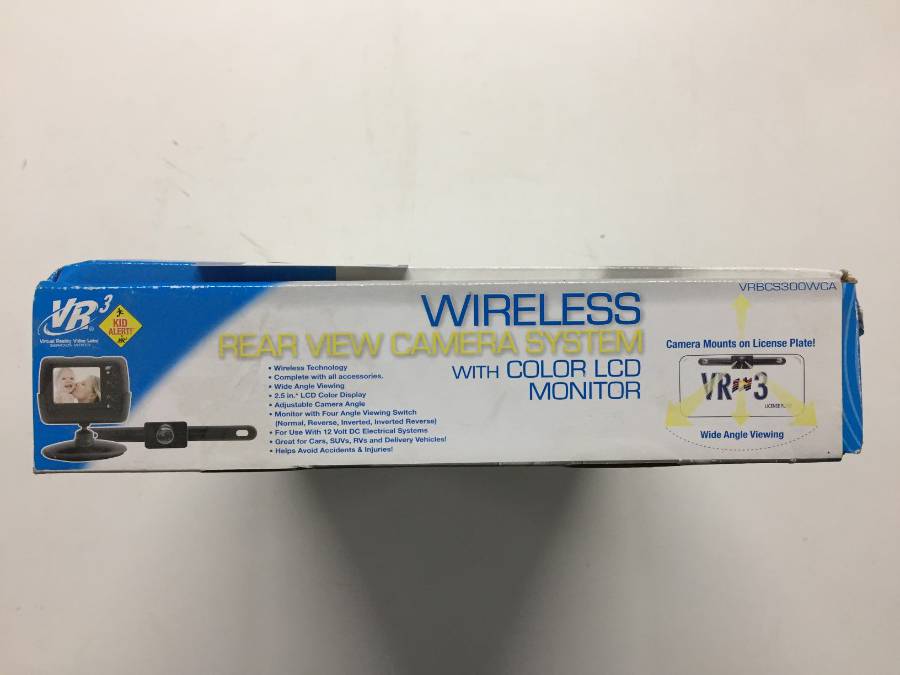 VR3
®
Virtual Reality Video Labs
KID
ALERT!
WIRELESS
REAR VIEW CAMERA SYSTEM
WITH COLOR LCD
MONITOR
• Wireless Technology
• Complete with all accessories.
• Wide Angle Viewing
• 2.5 in.* LCD Color Display
• Adjustable Camera Angle
• Monitor with Four Angle Viewing Switch
(Normal, Reverse, Inverted, Inverted Reverse)
• For Use With 12 Volt DC Electrical Systems
• Great for Cars, SUVs, RVs and Delivery Vehicles!
• Helps Avoid Accidents & Injuries!
VRBCS300WCA
Camera Mounts on License Plate!
VR 3
Wide Angle Viewing